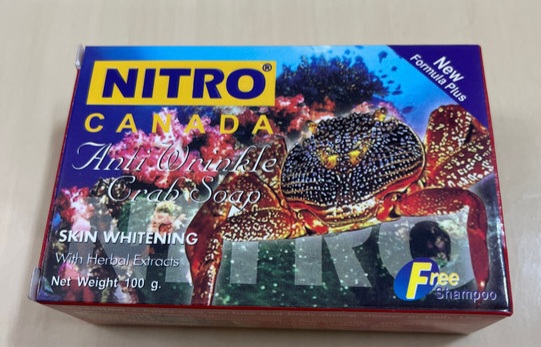 NITRO®
CANADA
New
Formula Plus
Anti Wrinkle
Crab Soap
SKIN WHITENING
With Herbal Extracts
Net Weight 100 g.
NITRO
Free
Shampoo